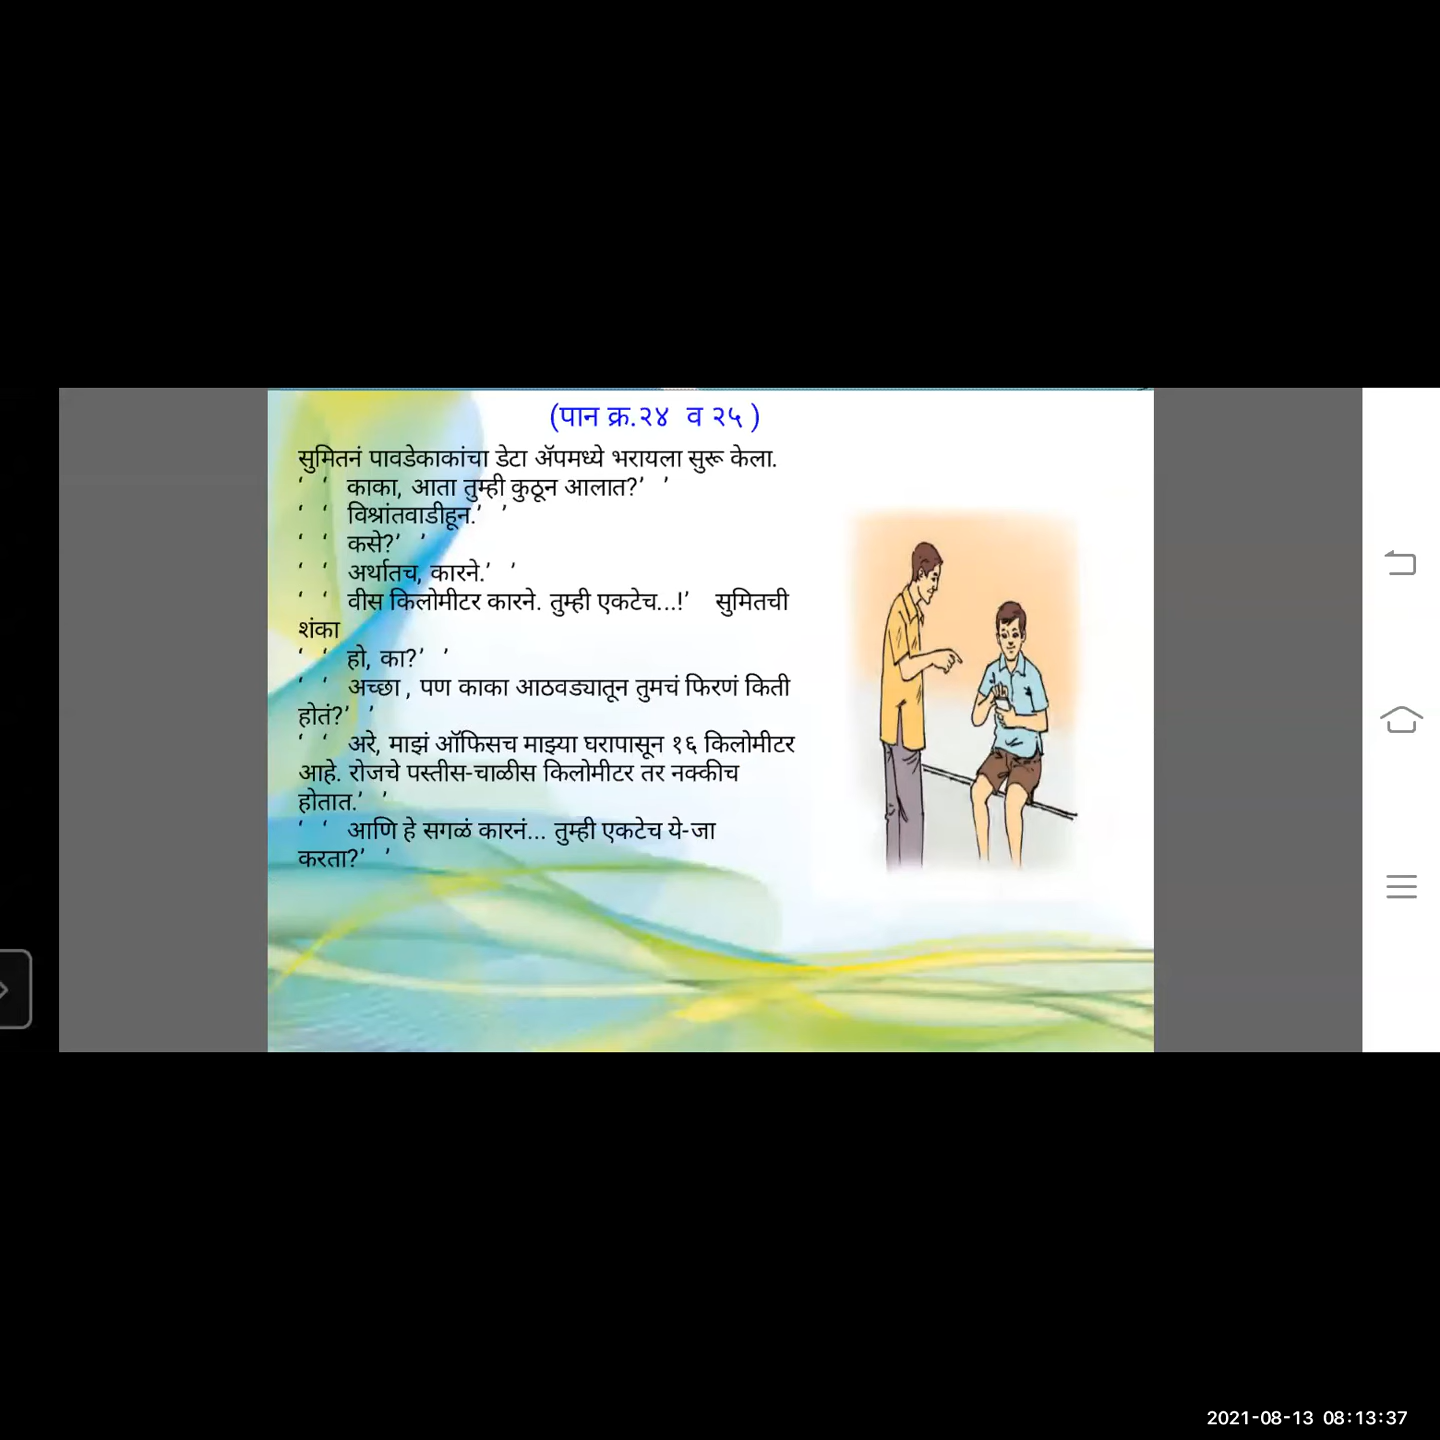 (पान क्र.२४ व २५ )
सुमितनं पावडेकाकांचा डेटा ॲपमध्ये भरायला सुरू केला.
‘ ‘ काका, आता तुम्ही कुठून आलात?’ ’
‘ ‘ विश्रांतवाडीहून.’ ’
‘ ‘ कसे?’ ’
‘ ‘ अर्थातच, कारने.’ ’
‘ ‘ वीस किलोमीटर कारने. तुम्ही एकटेच...!’ सुमितची
शंका
‘ ‘ हो, का?’ ’
‘ ‘ अच्छा , पण काका आठवड्यातून तुमचं फिरणं किती
होतं?’ ’
‘ ‘ अरे, माझं ऑफिसच माझ्या घरापासून १६ किलोमीटर
आहे. रोजचे पस्तीस-चाळीस किलोमीटर तर नक्कीच
होतात.’ ’
‘ ‘ आणि हे सगळं कारनं... तुम्ही एकटेच ये-जा
करता?’ ’
2021-08-13 08:13:37